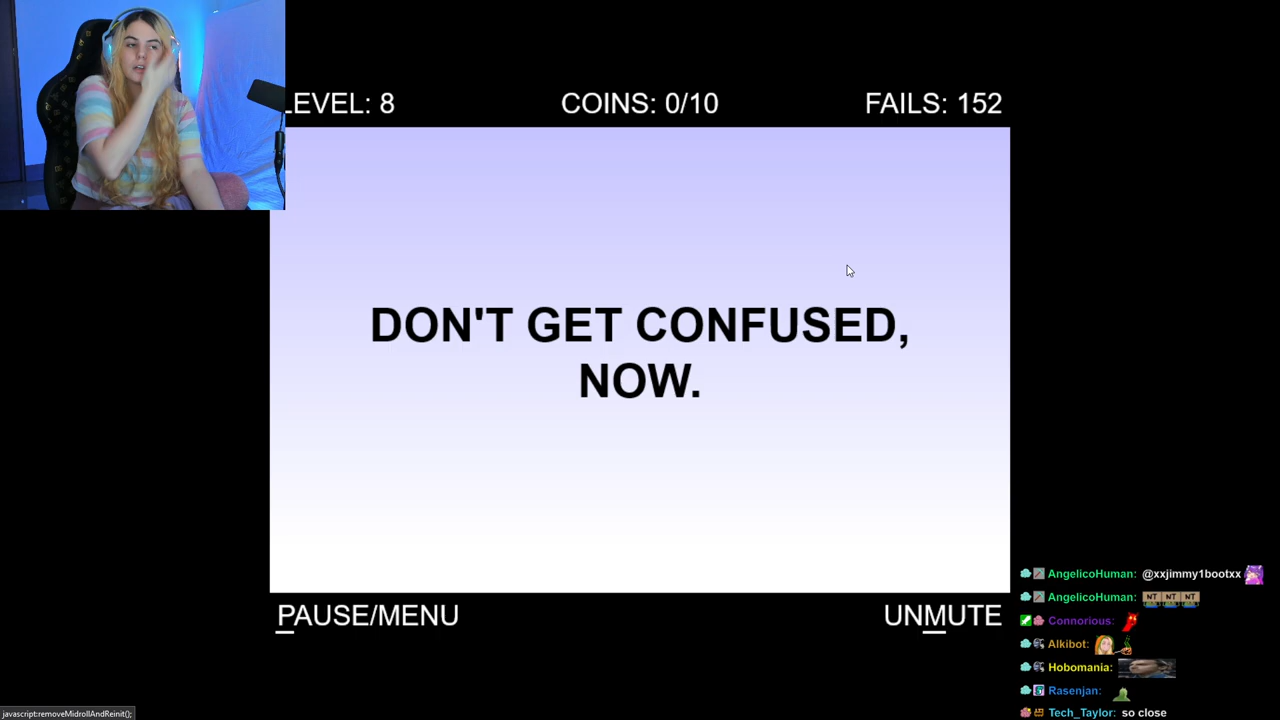 LEVEL: 8
COINS: 0/10
FAILS: 152
DON'T GET CONFUSED,
NOW.
PAUSE/MENU
UNMUTE
AngelicoHuman: @xxjimmy1bootxx
AngelicoHuman: NT NT NT
Connorious:
Alkibot:
Hobomania:
Rasenjan:
Tech_Taylor: so close
javascript:removeMidrollAndReinit();